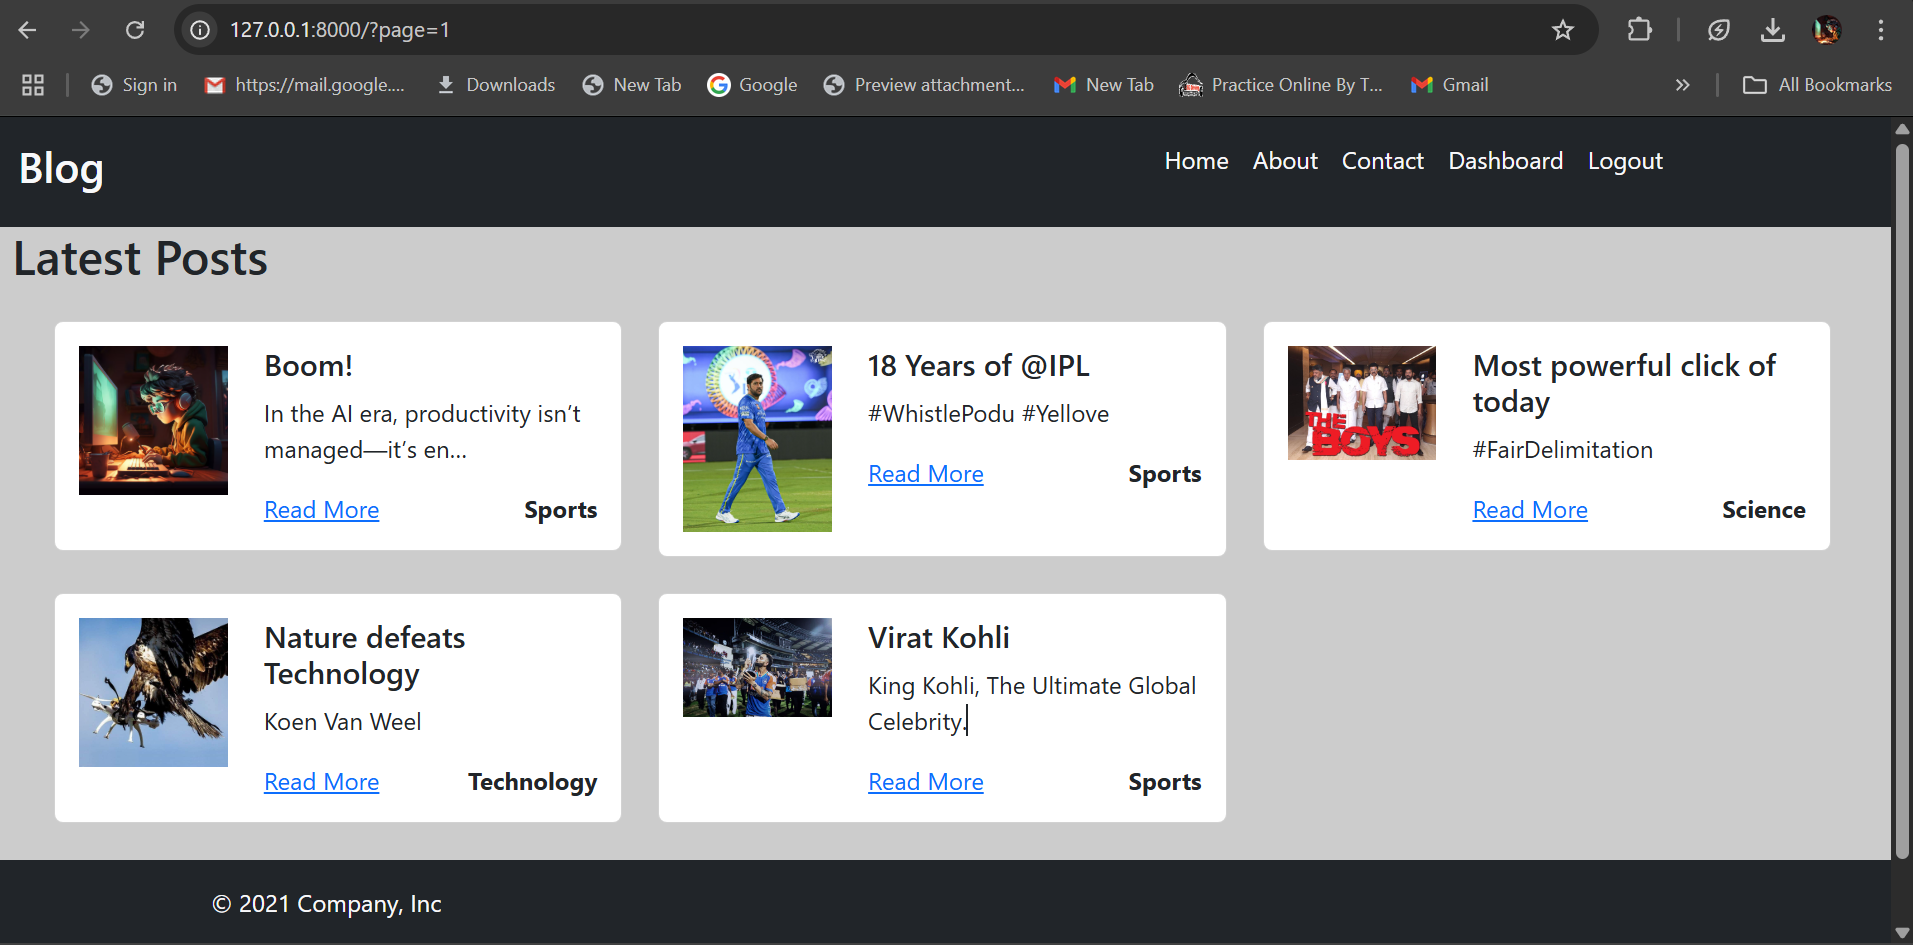 127.0.0.1:8000/?page=1
Sign in https://mail.google.... Downloads New Tab Google Preview attachment... New Tab Practice Online By T... Gmail » All Bookmarks
Blog
Home About Contact Dashboard Logout
Latest Posts
Boom!
In the AI era, productivity isn’t
managed—it’s en...
Read More Sports
18 Years of @IPL
#WhistlePodu #Yellove
Read More Sports
THE
BOYS
Most powerful click of
today
#FairDelimitation
Read More Science
Nature defeats
Technology
Koen Van Weel
Read More Technology
Virat Kohli
King Kohli, The Ultimate Global
Celebrity.
Read More Sports
© 2021 Company, Inc